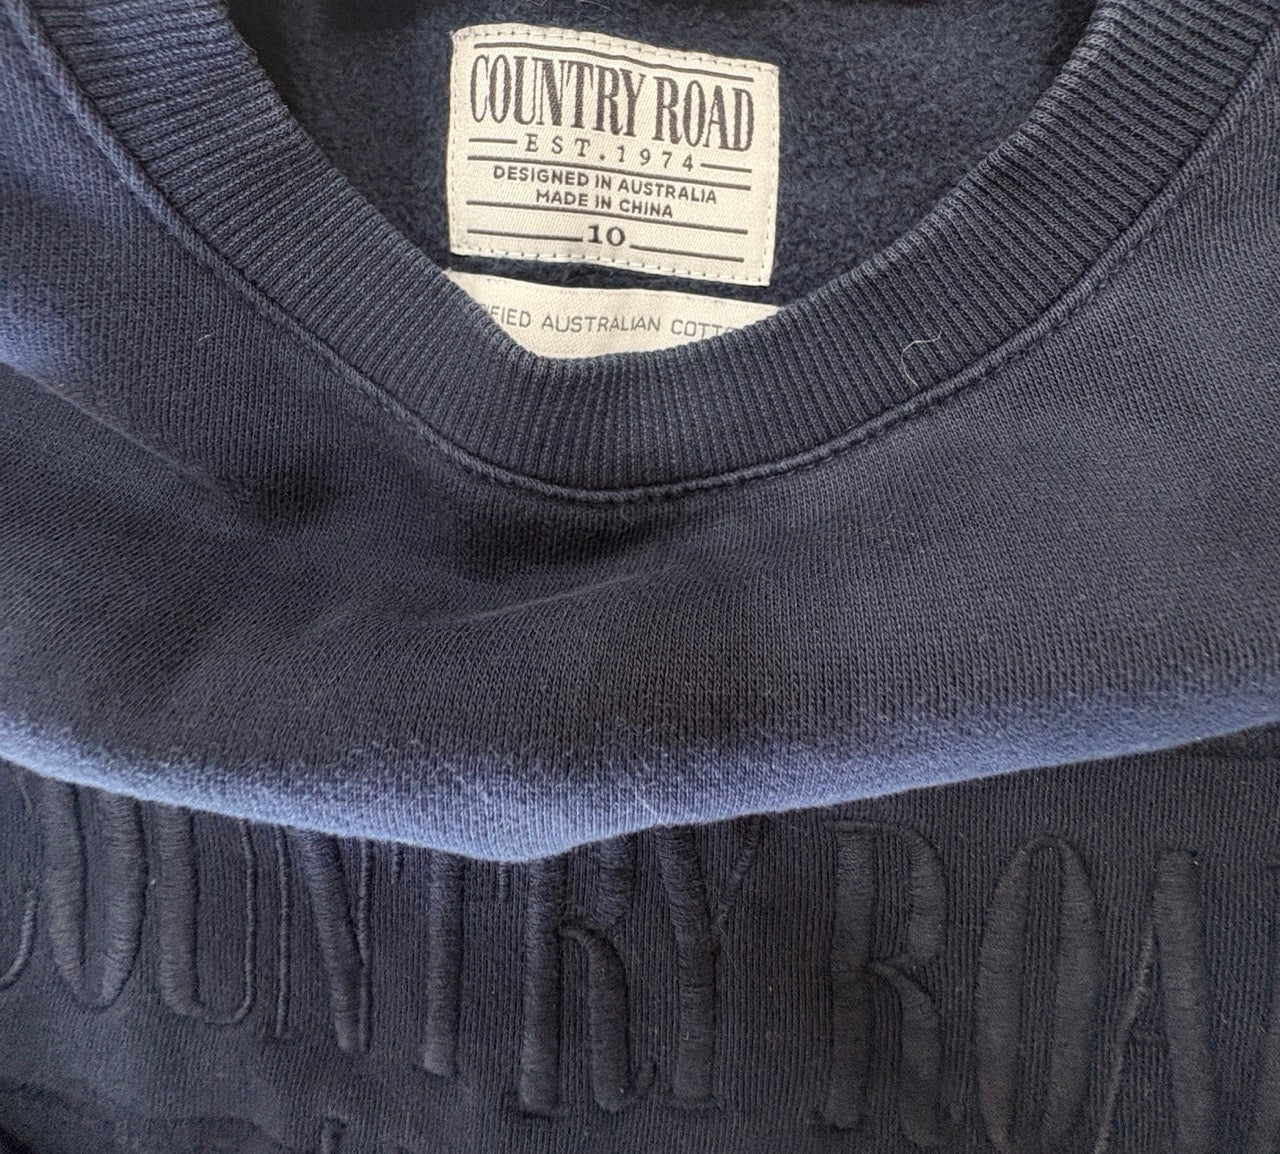 COUNTRY ROAD
EST. 1974
DESIGNED IN AUSTRALIA
MADE IN CHINA
10
AUSTRALIAN
COUNTRY ROA